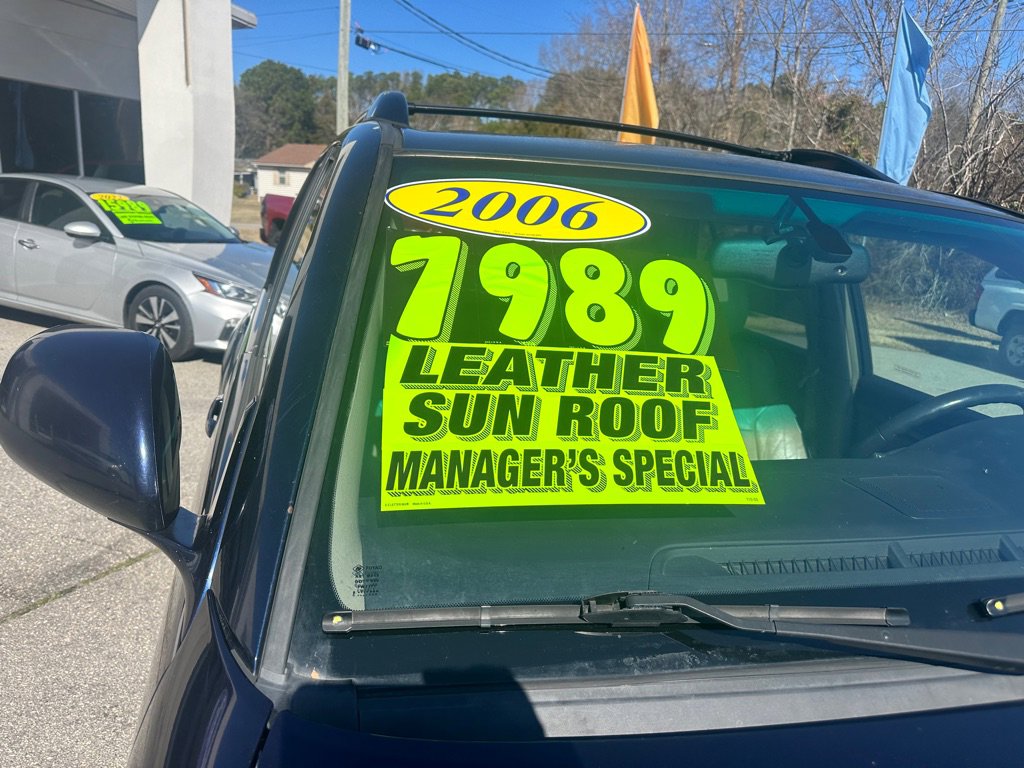 2006
7989
LEATHER
SUN ROOF
MANAGER'S SPECIAL